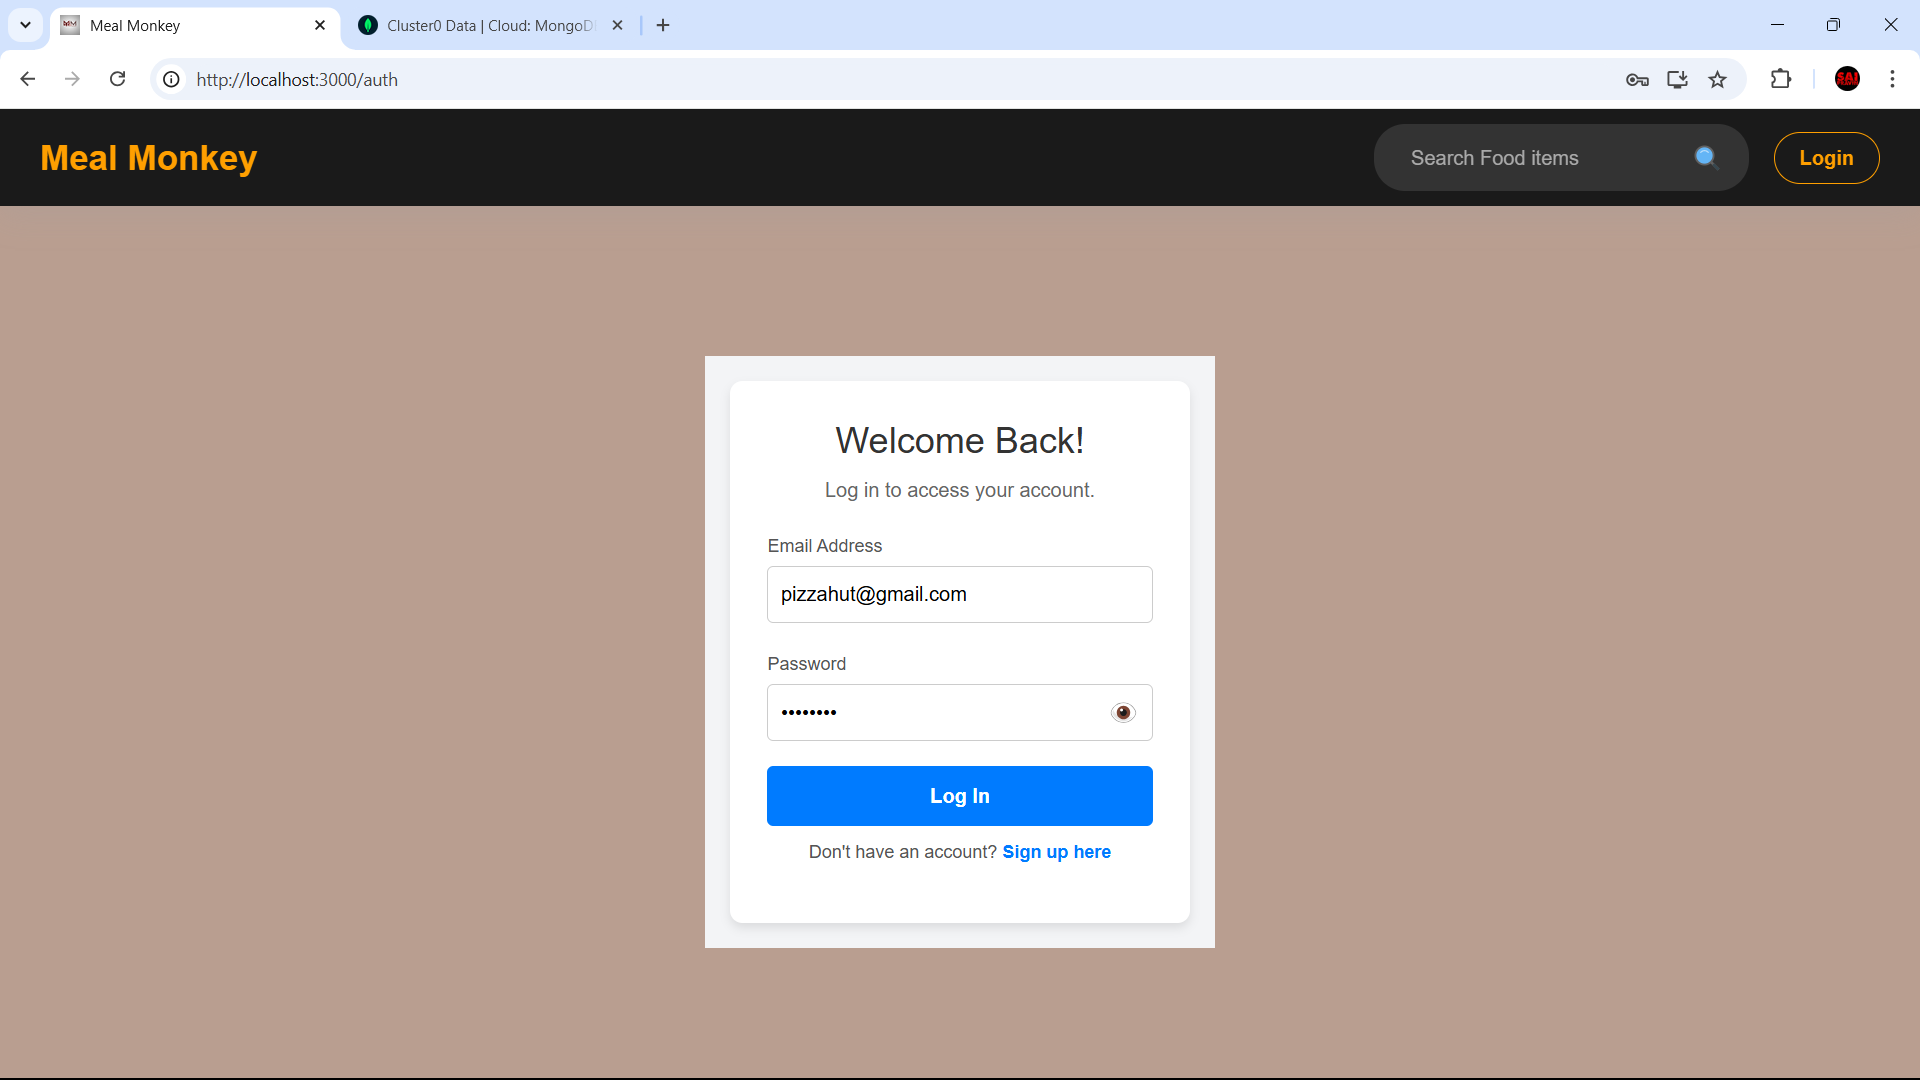 Meal Monkey
Cluster0 Data | Cloud: MongoD
http://localhost:3000/auth
Meal Monkey
Search Food items
Login
Welcome Back!
Log in to access your account.
Email Address
pizzahut@gmail.com
Password
••••••••
Log In
Don't have an account? Sign up here